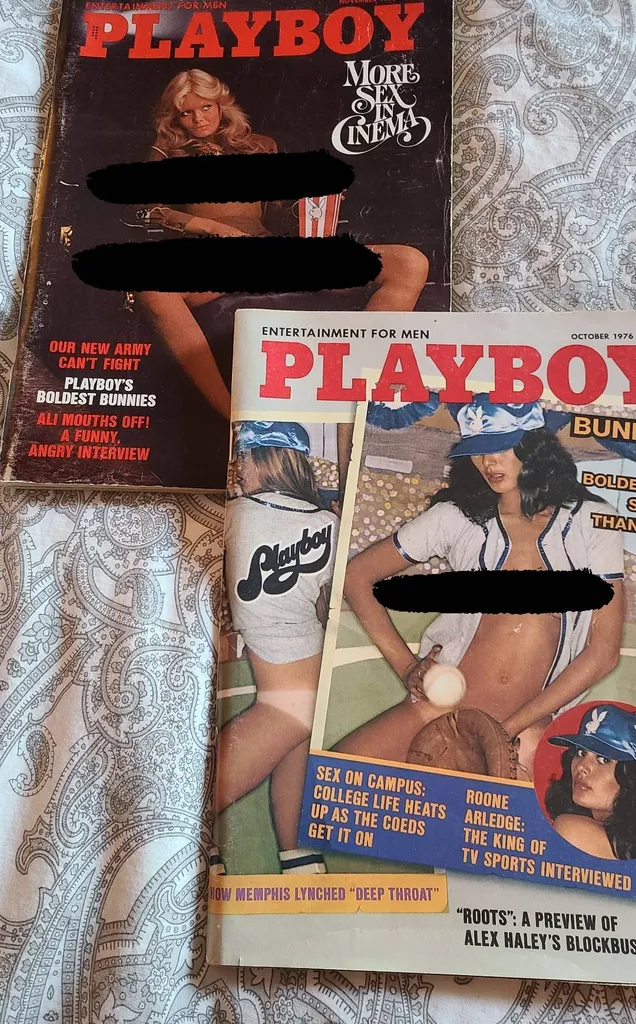 ENTERTAINMENT FOR MEN
PLAYBOY
MORE
SEX
IN
CINEMA
OUR NEW ARMY
CAN'T FIGHT
PLAYBOY'S
BOLDEST BUNNIES
ALI MOUTHS OFF!
A FUNNY,
ANGRY INTERVIEW
ENTERTAINMENT FOR MEN
OCTOBER 1976
PLAYBOY
Playboy
SEX ON CAMPUS:
COLLEGE LIFE HEATS
UP AS THE COEDS
GET IT ON
ROONE
ARLEDGE:
THE KING OF
TV SPORTS INTERVIEWED
HOW MEMPHIS LYNCHED "DEEP THROAT"
"ROOTS": A PREVIEW OF
ALEX HALEY'S